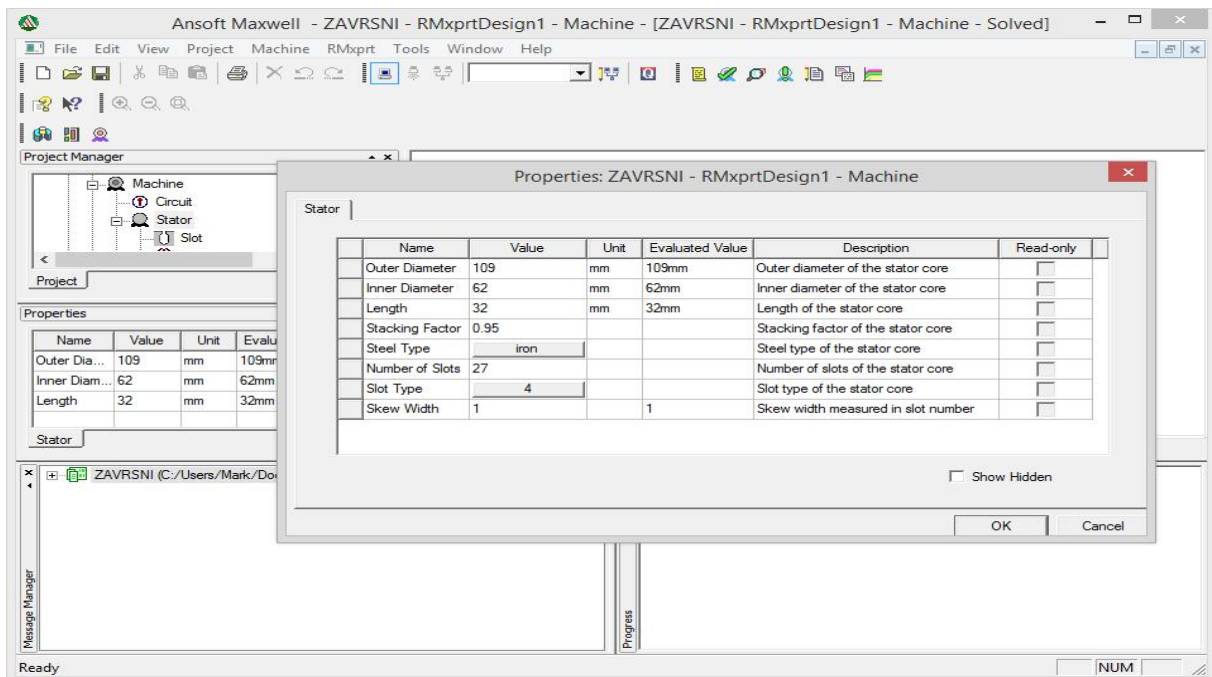 Ansoft Maxwell - ZAVRSNI - RMxprtDesign1 - Machine - [ZAVRSNI - RMxprtDesign1 - Machine - Solved]
File Edit View Project Machine RMxprt Tools Window Help
Project Manager
Machine
Circuit
Stator
Slot
Project
Properties
Name Value Unit Evalu
Outer Dia... 109 mm 109mr
Inner Diam... 62 mm 62mm
Length 32 mm 32mm
Stator
Properties: ZAVRSNI - RMxprtDesign1 - Machine
Stator
Name Value Unit Evaluated Value Description Read-only
Outer Diameter 109 mm 109mm Outer diameter of the stator core
Inner Diameter 62 mm 62mm Inner diameter of the stator core
Length 32 mm 32mm Length of the stator core
Stacking Factor 0.95 Stacking factor of the stator core
Steel Type iron Steel type of the stator core
Number of Slots 27 Number of slots of the stator core
Slot Type 4 Slot type of the stator core
Skew Width 1 1 Skew width measured in slot number
Show Hidden
OK Cancel
ZAVRSNI (C:/Users/Mark/Do
Message Manager
Progress
Ready NUM